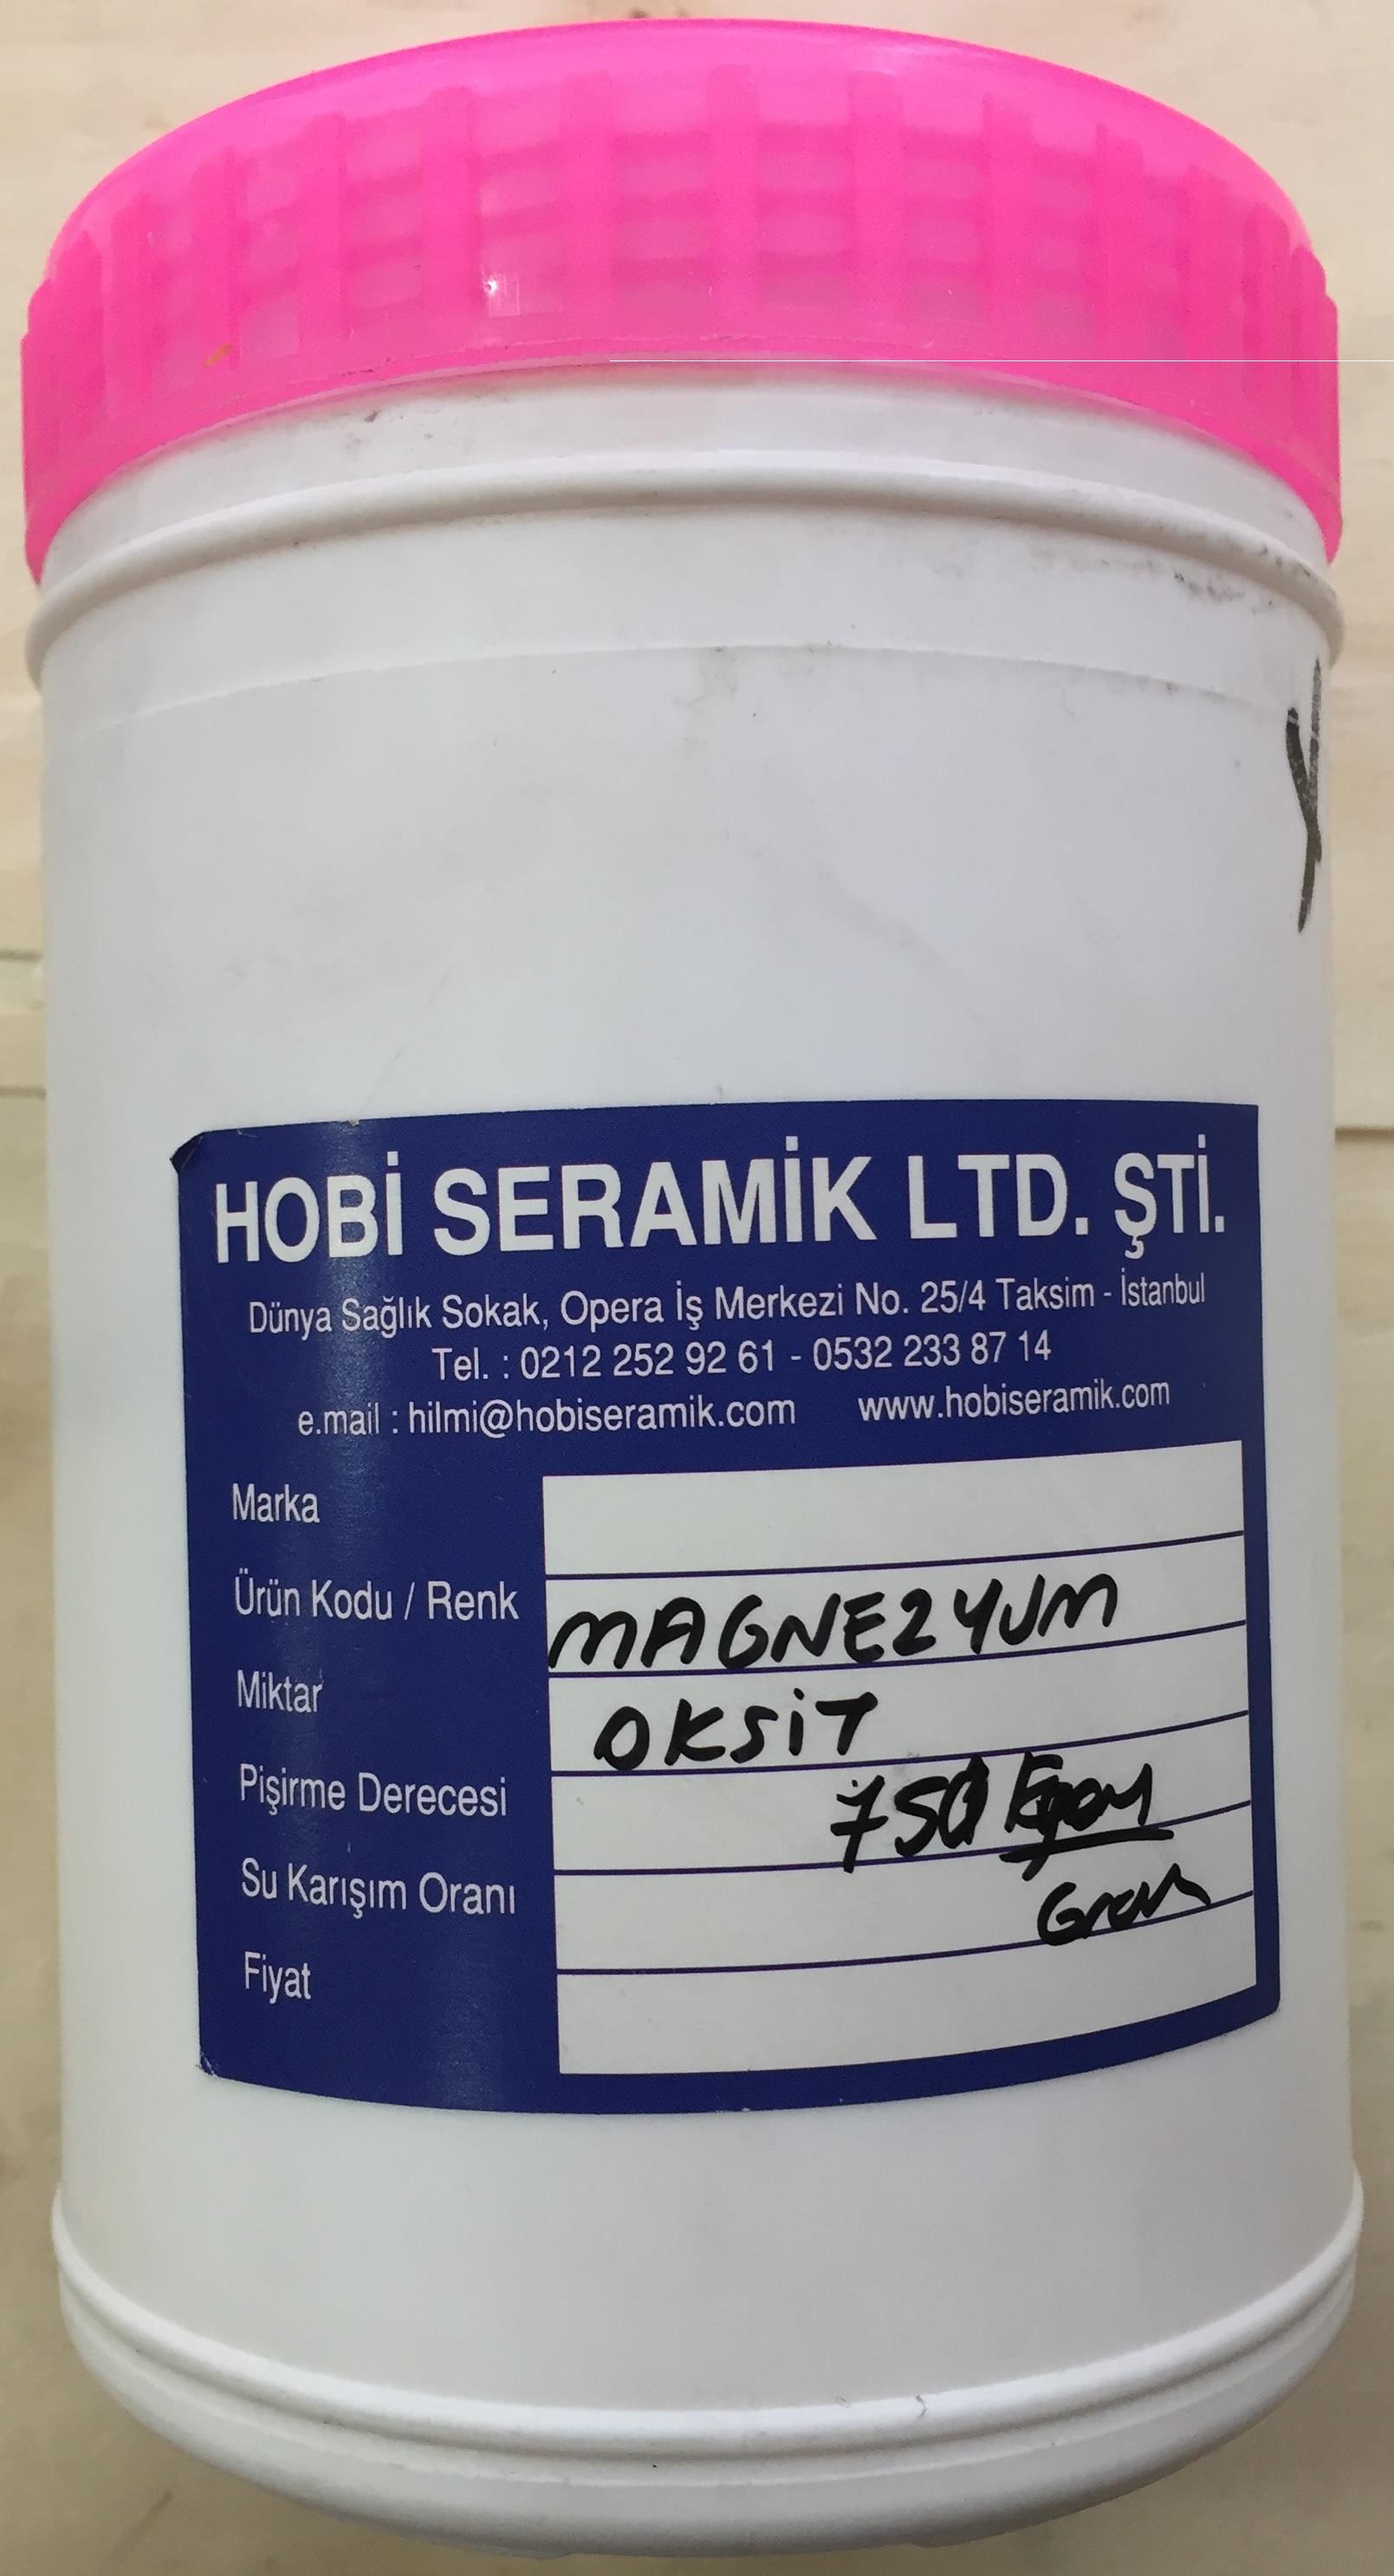 Y
HOBİ SERAMİK LTD. ŞTİ.
Dünya Sağlık Sokak, Opera İş Merkezi No. 25/4 Taksim - İstanbul
Tel. : 0212 252 92 61 - 0532 233 87 14
e.mail : hilmi@hobiseramik.com www.hobiseramik.com
Marka
Ürün Kodu / Renk MAGNEZYUM
Miktar OKSİT
Pişirme Derecesi 750
Su Karışım Oranı Gram
Fiyat